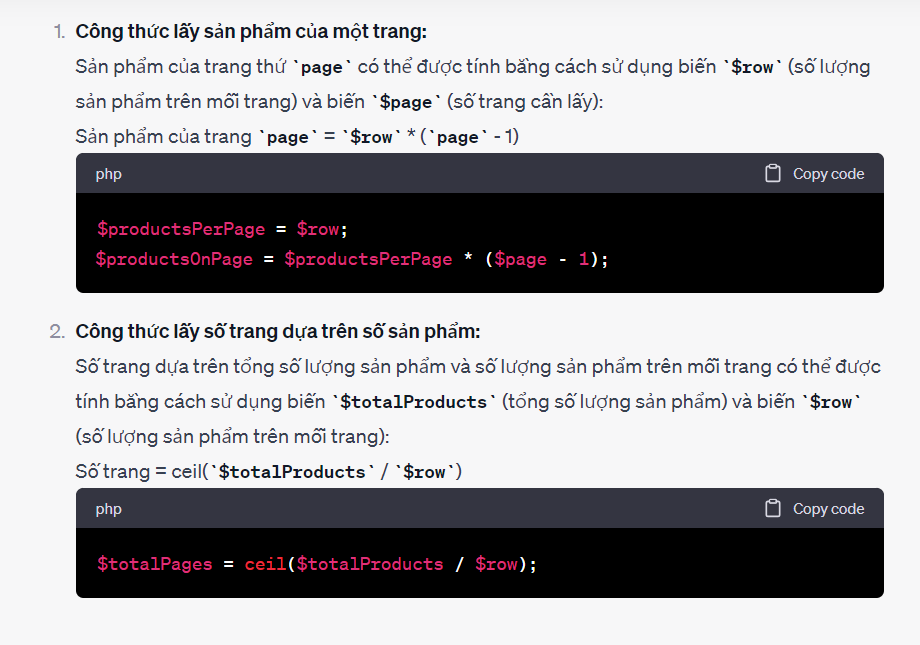 1. Công thức lấy sản phẩm của một trang:
Sản phẩm của trang thứ `page` có thể được tính bằng cách sử dụng biến `$row` (số lượng
sản phẩm trên mỗi trang) và biến `$page` (số trang cần lấy):
Sản phẩm của trang `page` = `$row` * (`page` - 1)
php Copy code
$productsPerPage = $row;
$productsOnPage = $productsPerPage * ($page - 1);
2. Công thức lấy số trang dựa trên số sản phẩm:
Số trang dựa trên tổng số lượng sản phẩm và số lượng sản phẩm trên mỗi trang có thể được
tính bằng cách sử dụng biến `$totalProducts` (tổng số lượng sản phẩm) và biến `$row`
(số lượng sản phẩm trên mỗi trang):
Số trang = ceil(`$totalProducts` / `$row`)
php Copy code
$totalPages = ceil($totalProducts / $row);